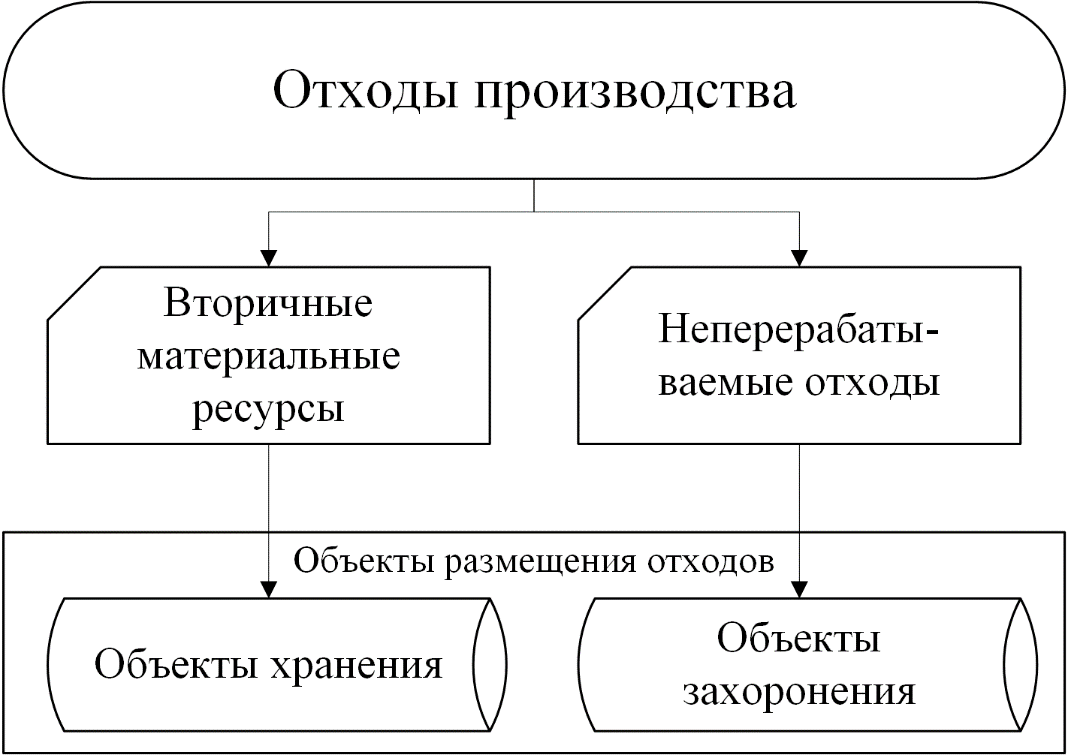 Отходы производства
Вторичные
материальные
ресурсы
Неперерабаты-
ваемые отходы
Объекты размещения отходов
Объекты хранения
Объекты
захоронения